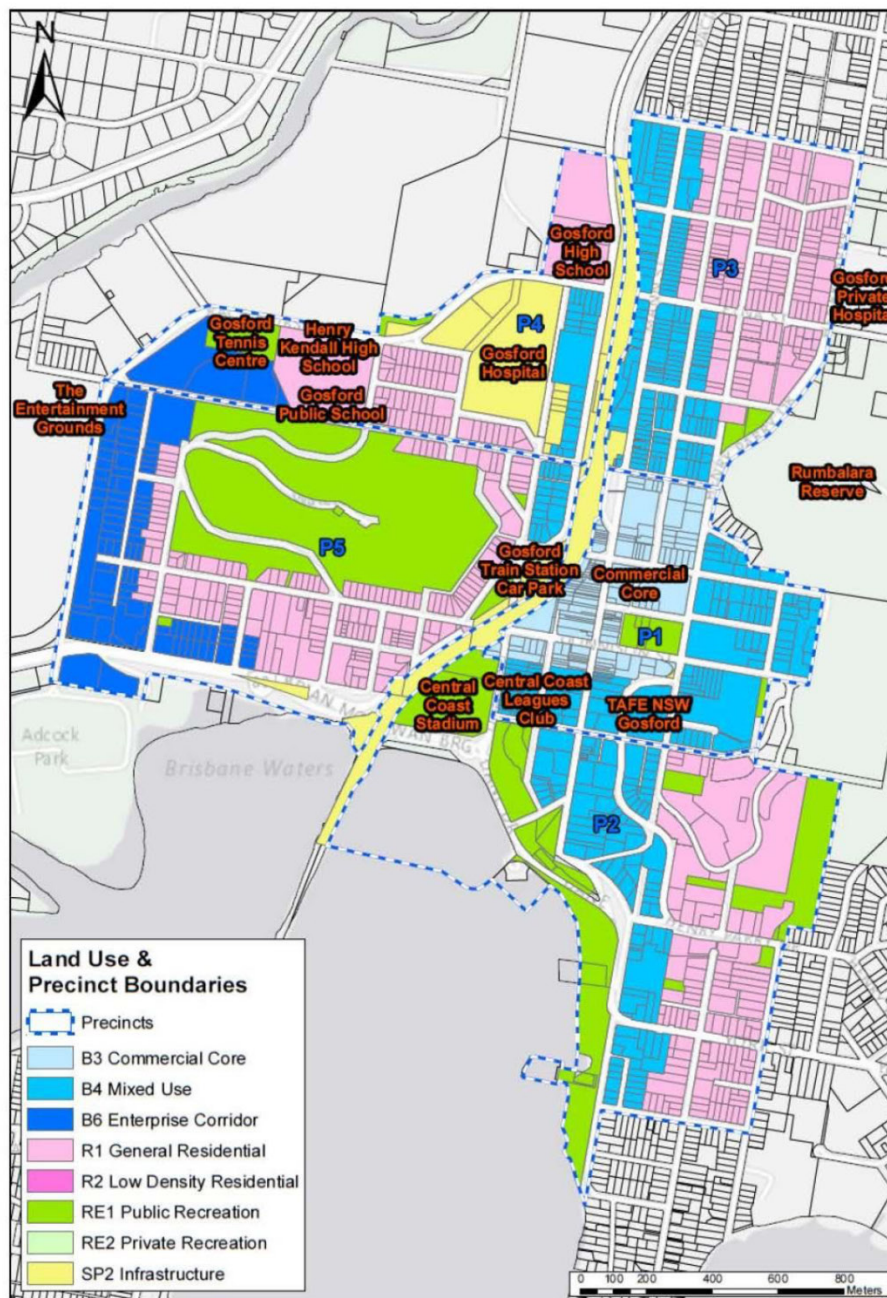 N
Gosford
High
School
P3
Gosford
Private
Hospital
P4
Gosford
Hospital
Gosford
Tennis
Centre
Henry
Kendall High
School
Gosford
Public School
The
Entertainment
Grounds
Rumbalara
Reserve
P5
Gosford
Train Station
Car Park
Commercial
Core
P1
Central
Coast
Stadium
Central Coast
Leagues
Club
TAFE NSW
Gosford
Adcock
Park
Brisbane Waters
P2
Land Use &
Precinct Boundaries
Precincts
B3 Commercial Core
B4 Mixed Use
B6 Enterprise Corridor
R1 General Residential
R2 Low Density Residential
RE1 Public Recreation
RE2 Private Recreation
SP2 Infrastructure
0 100 200 400 600 800
Meters